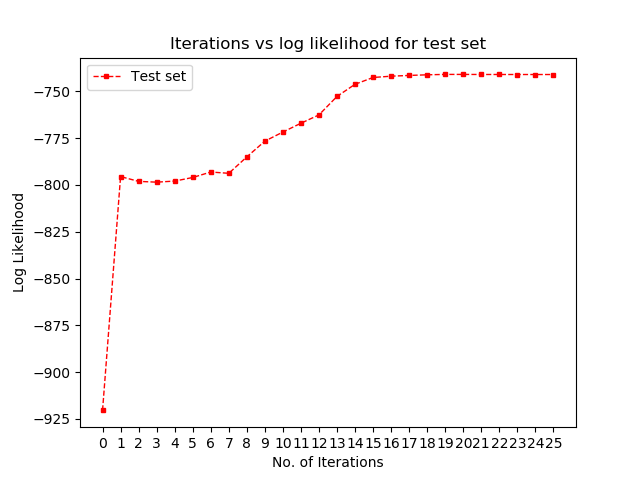 Iterations vs log likelihood for test set
Test set
−750
−775
−800
−825
−850
−875
−900
−925
Log Likelihood
0 1 2 3 4 5 6 7 8 9 10 11 12 13 14 15 16 17 18 19 20 21 22 23 24 25
No. of Iterations